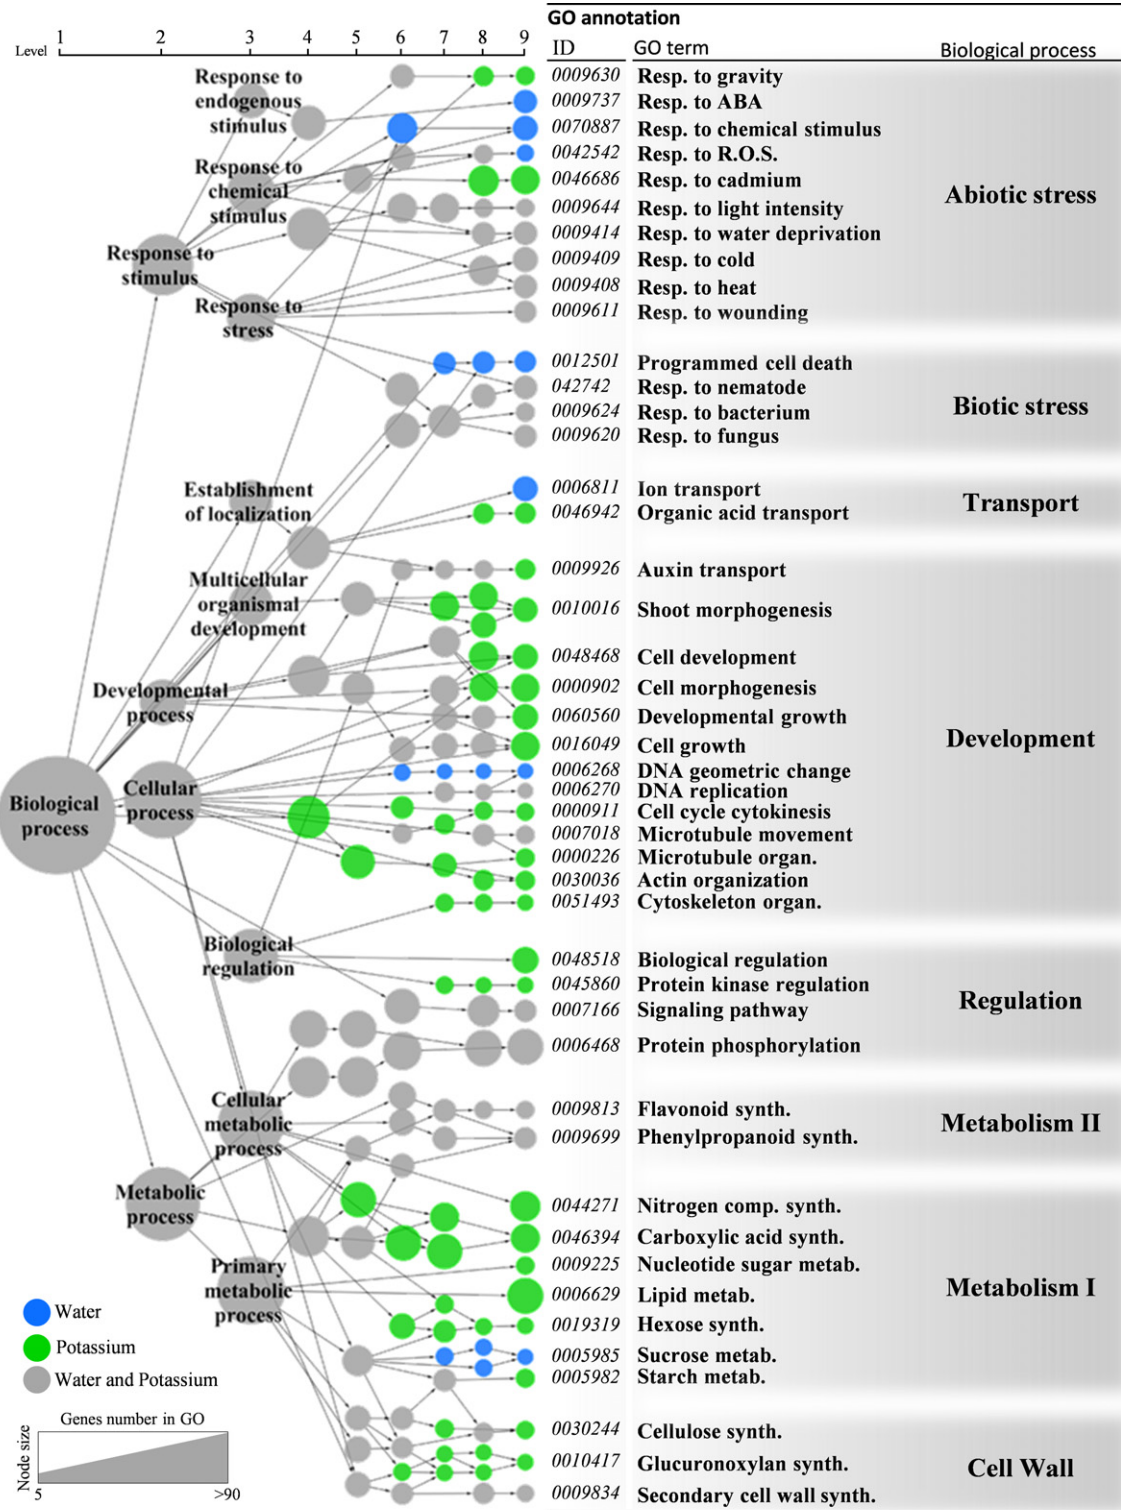 GO annotation
Level 1 2 3 4 5 6 7 8 9
ID GO term Biological process
0009630 Resp. to gravity
0009737 Resp. to ABA
0070887 Resp. to chemical stimulus
0042542 Resp. to R.O.S.
0046686 Resp. to cadmium
0009644 Resp. to light intensity
0009414 Resp. to water deprivation
0009409 Resp. to cold
0009408 Resp. to heat
0009611 Resp. to wounding
Abiotic stress
0012501 Programmed cell death
042742 Resp. to nematode
0009624 Resp. to bacterium
0009620 Resp. to fungus
Biotic stress
0006811 Ion transport
0046942 Organic acid transport
Transport
0009926 Auxin transport
0010016 Shoot morphogenesis
0048468 Cell development
0000902 Cell morphogenesis
0060560 Developmental growth
0016049 Cell growth
0006268 DNA geometric change
0006270 DNA replication
0000911 Cell cycle cytokinesis
0007018 Microtubule movement
0000226 Microtubule organ.
0030036 Actin organization
0051493 Cytoskeleton organ.
Development
0048518 Biological regulation
0045860 Protein kinase regulation
0007166 Signaling pathway
0006468 Protein phosphorylation
Regulation
0009813 Flavonoid synth.
0009699 Phenylpropanoid synth.
Metabolism II
0044271 Nitrogen comp. synth.
0046394 Carboxylic acid synth.
0009225 Nucleotide sugar metab.
0006629 Lipid metab.
0019319 Hexose synth.
0005985 Sucrose metab.
0005982 Starch metab.
Metabolism I
0030244 Cellulose synth.
0010417 Glucuronoxylan synth.
0009834 Secondary cell wall synth.
Cell Wall
Response to
endogenous
stimulus
Response to
chemical
stimulus
Response to
stimulus
Response to
stress
Establishment
of localization
Multicellular
organismal
development
Developmental
process
Biological
process
Cellular
process
Biological
regulation
Cellular
metabolic
process
Metabolic
process
Primary
metabolic
process
Water
Potassium
Water and Potassium
Genes number in GO
Node size
5 >90